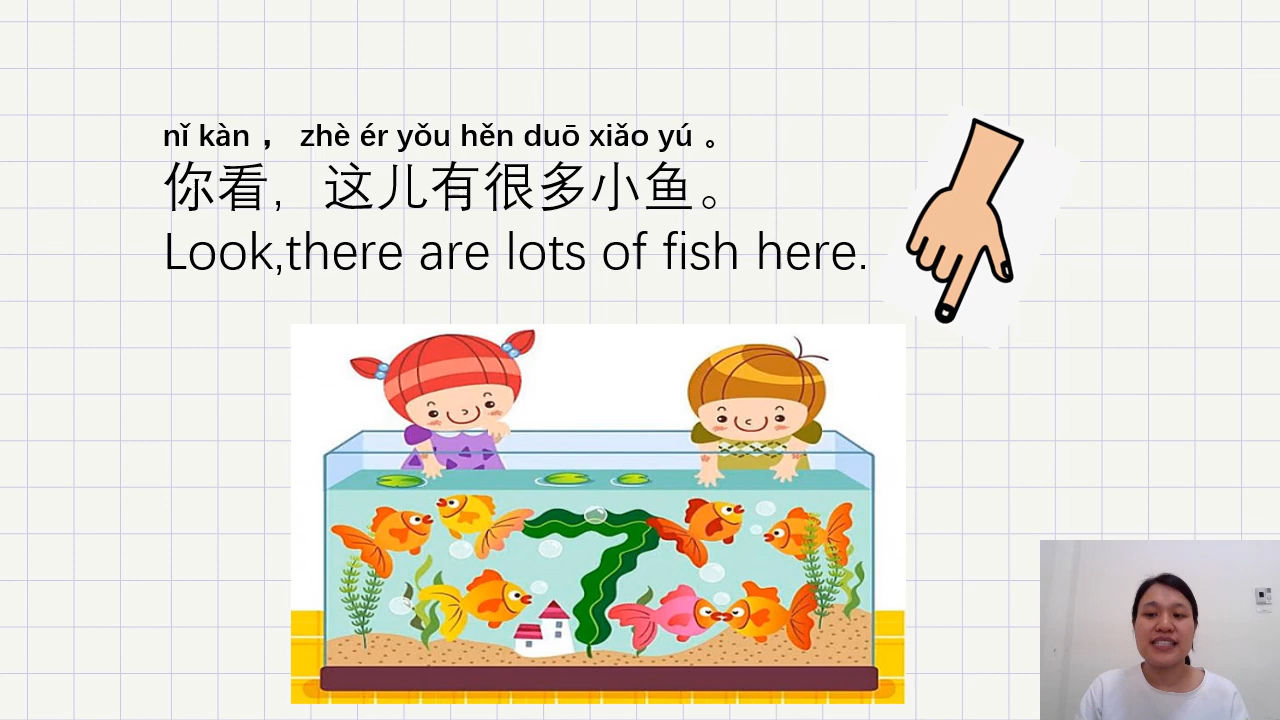 nǐ kàn ， zhè ér yǒu hěn duō xiǎo yú 。
你看，这儿有很多小鱼。
Look,there are lots of fish here.
7